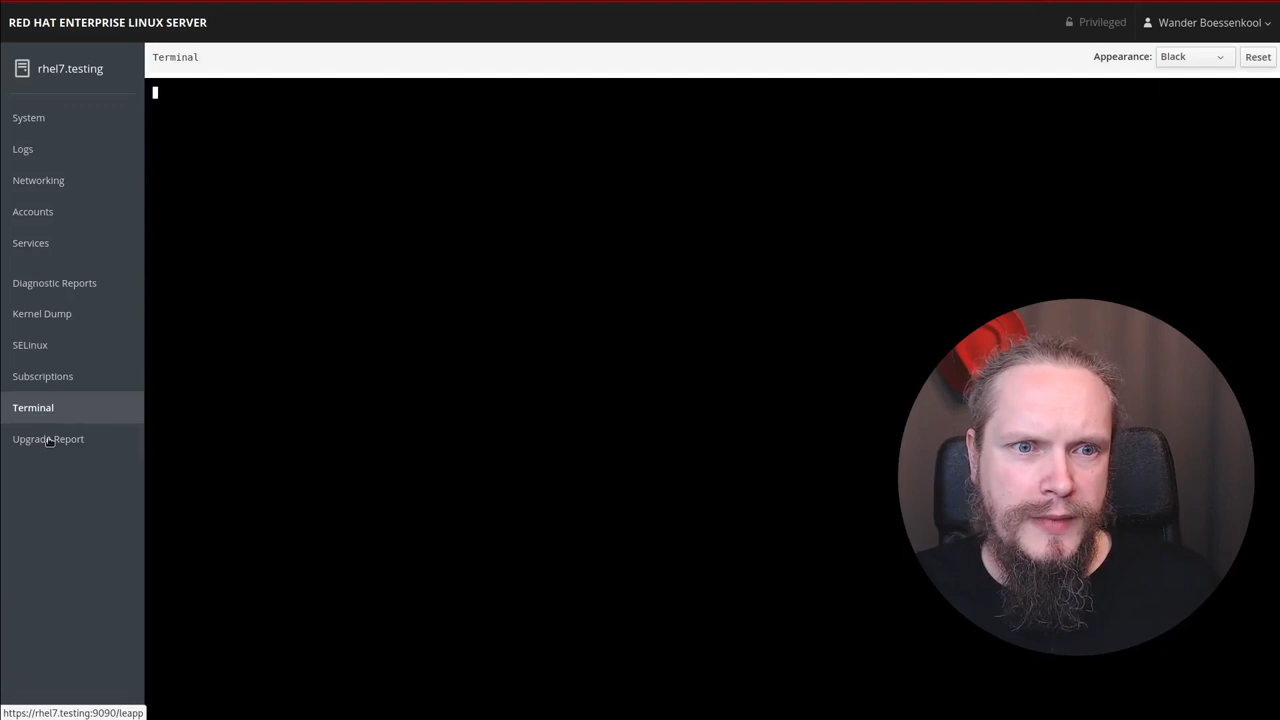 RED HAT ENTERPRISE LINUX SERVER
Privileged
Wander Boessenkool
rhel7.testing
Terminal
Appearance:
Black
Reset
System
Logs
Networking
Accounts
Services
Diagnostic Reports
Kernel Dump
SELinux
Subscriptions
Terminal
Upgrade Report
https://rhel7.testing:9090/leapp